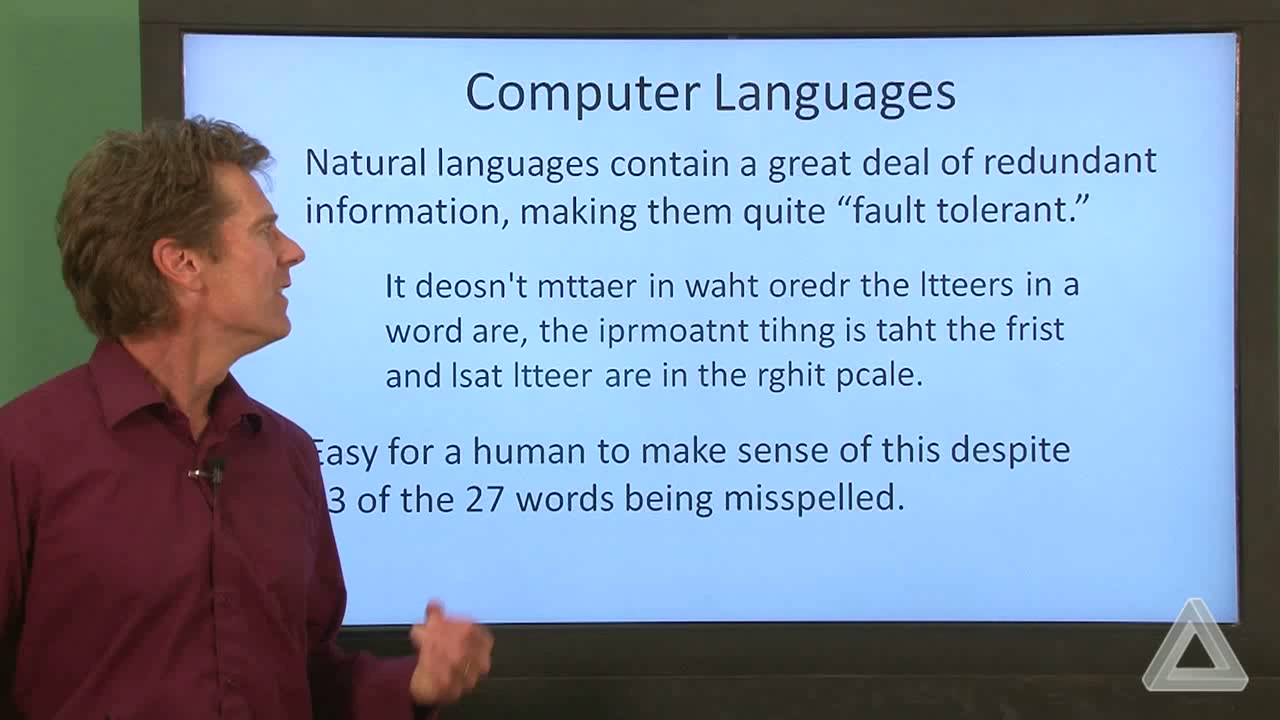 Computer Languages
Natural languages contain a great deal of redundant
information, making them quite “fault tolerant.”
It deosn't mttaer in waht oredr the ltteers in a
word are, the iprmoatnt tihng is taht the frist
and lsat ltteer are in the rghit pcale.
Easy for a human to make sense of this despite
3 of the 27 words being misspelled.